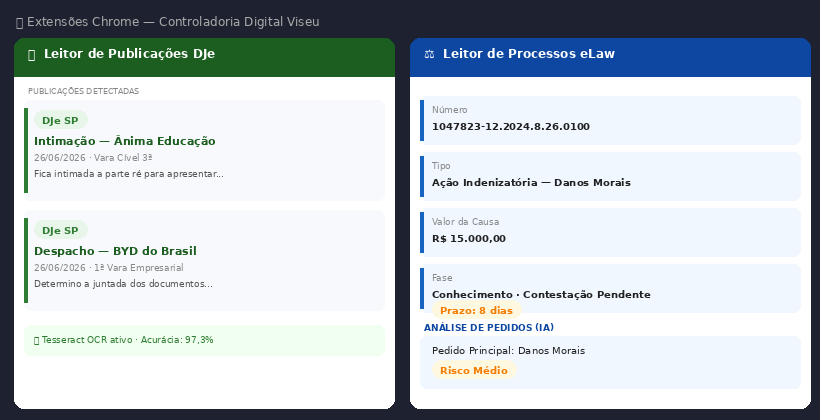 Extensões Chrome — Controladoria Digital Viseu
Leitor de Publicações DJe
PUBLICAÇÕES DETECTADAS
DJe SP
Intimação — Ânima Educação
26/06/2026 · Vara Cível 3ª
Fica intimada a parte ré para apresentar...
DJe SP
Despacho — BYD do Brasil
26/06/2026 · 1ª Vara Empresarial
Determino a juntada dos documentos...
Tesseract OCR ativo · Acurácia: 97,3%
⚖ Leitor de Processos eLaw
Número
1047823-12.2024.8.26.0100
Tipo
Ação Indenizatória — Danos Morais
Valor da Causa
R$ 15.000,00
Fase
Conhecimento · Contestação Pendente
Prazo: 8 dias
ANÁLISE DE PEDIDOS (IA)
Pedido Principal: Danos Morais
Risco Médio